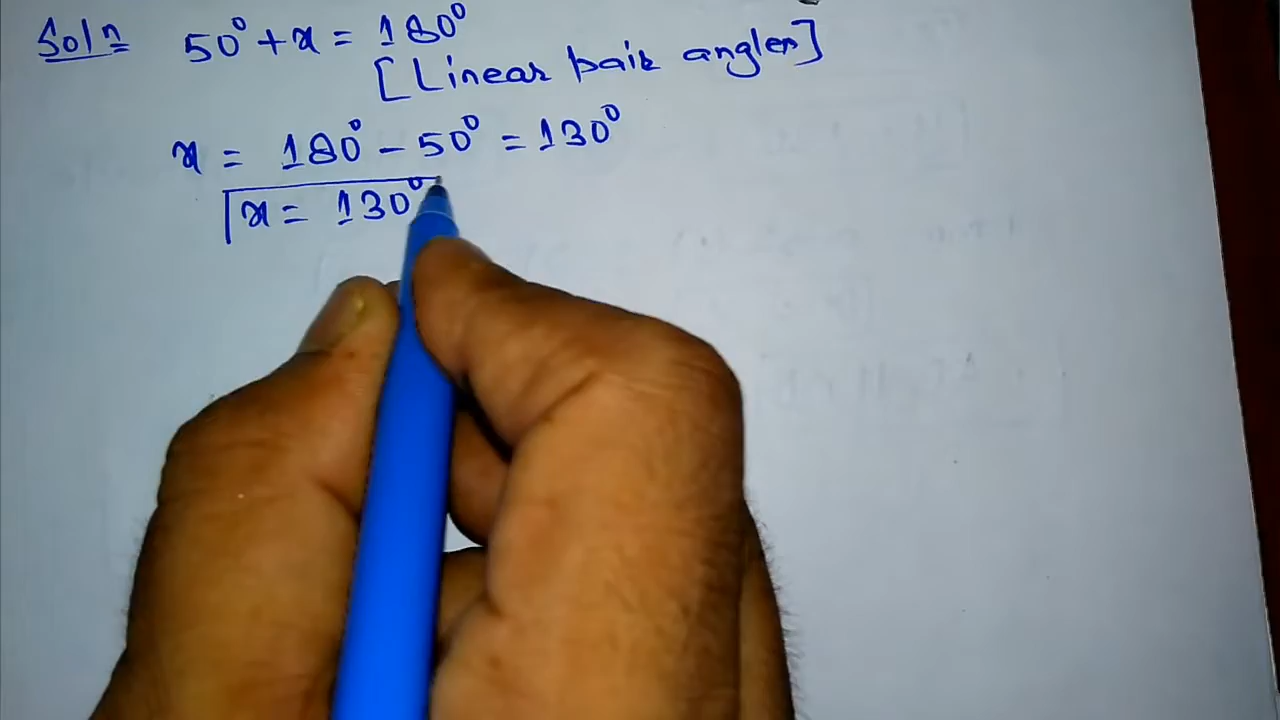 Soln 50° + x = 180°
[Linear pair angles]
x = 180° - 50° = 130°
x = 130°